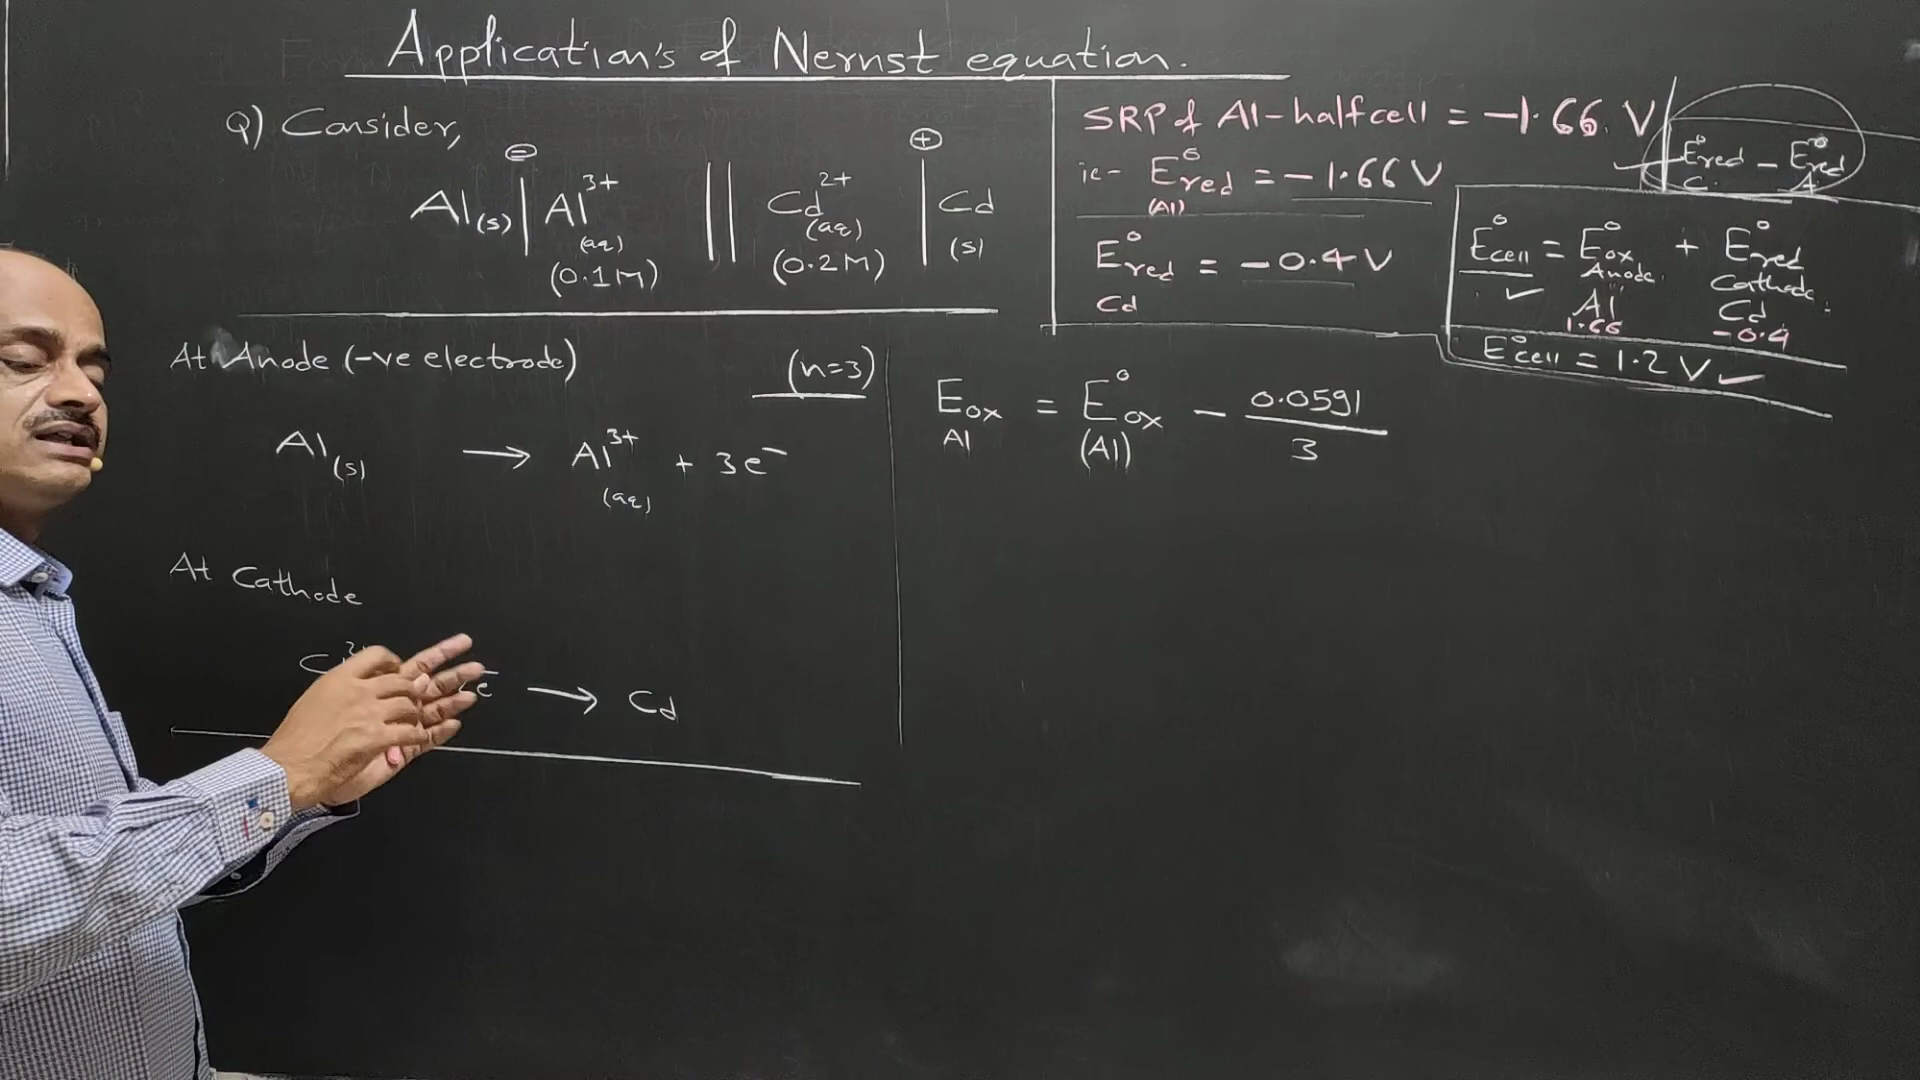 Application's of Nernst equation.
Q) Consider,
⊖ ⊕
Al(s) | Al³⁺(aq) || Cd²⁺(aq) | Cd(s)
(0.1M) (0.2M)
SRP of Al-half cell = -1.66 V
ie- E°red = -1.66 V
(Al)
E°red = -0.4 V
Cd
E°red - E°red
C. A
E°cell = E°ox + E°red
Anode. Cathode.
✓ Al Cd
1.66 -0.4
E°cell = 1.2 V ✓
At Anode (-ve electrode) (n=3)
Al(s) → Al³⁺(aq) + 3e⁻
At Cathode
e⁻ → Cd
Eox = E°ox - 0.0591
Al (Al) 3